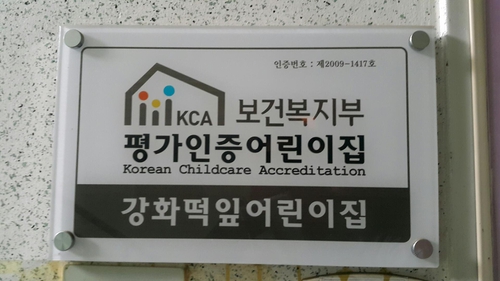 인증번호 : 제2009-1417호
KCA 보건복지부
평가인증어린이집
Korean Childcare Accreditation
강화떡잎어린이집